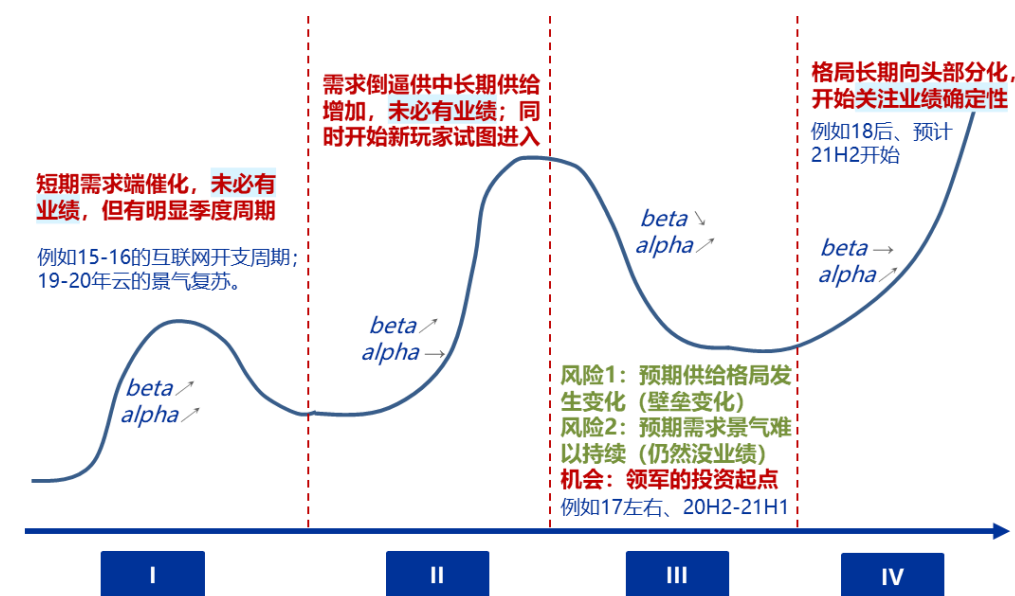 短期需求端催化，未必有
业绩，但有明显季度周期
例如15-16的互联网开支周期；
19-20年云的景气复苏。
beta↗
alpha↗
需求倒逼供中长期供给
增加，未必有业绩；同
时开始新玩家试图进入
beta↗
alpha→
beta↘
alpha↗
风险1：预期供给格局发
生变化（壁垒变化）
风险2：预期需求景气难
以持续（仍然没业绩）
机会：领军的投资起点
例如17左右、20H2-21H1
格局长期向头部分化，
开始关注业绩确定性
例如18后、预计
21H2开始
beta→
alpha↗
I
II
III
IV